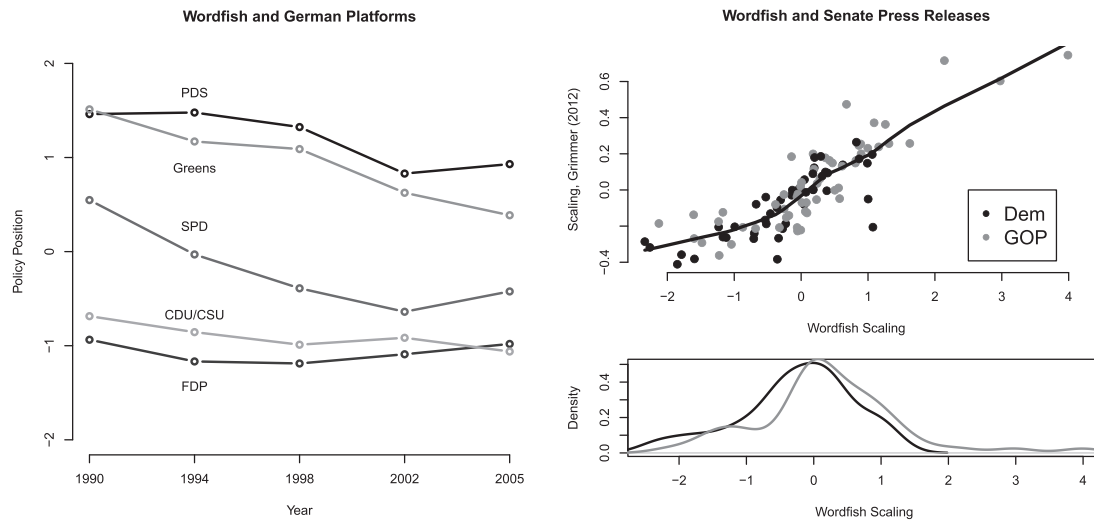 Wordfish and German Platforms
2
1
0
−1
−2
Policy Position
PDS
Greens
SPD
CDU/CSU
FDP
1990 1994 1998 2002 2005
Year
Wordfish and Senate Press Releases
Scaling, Grimmer (2012)
0.6
0.4
0.2
0.0
−0.4
Dem
GOP
−2 −1 0 1 2 3 4
Wordfish Scaling
Density
0.4
0.2
0.0
−2 −1 0 1 2 3 4
Wordfish Scaling